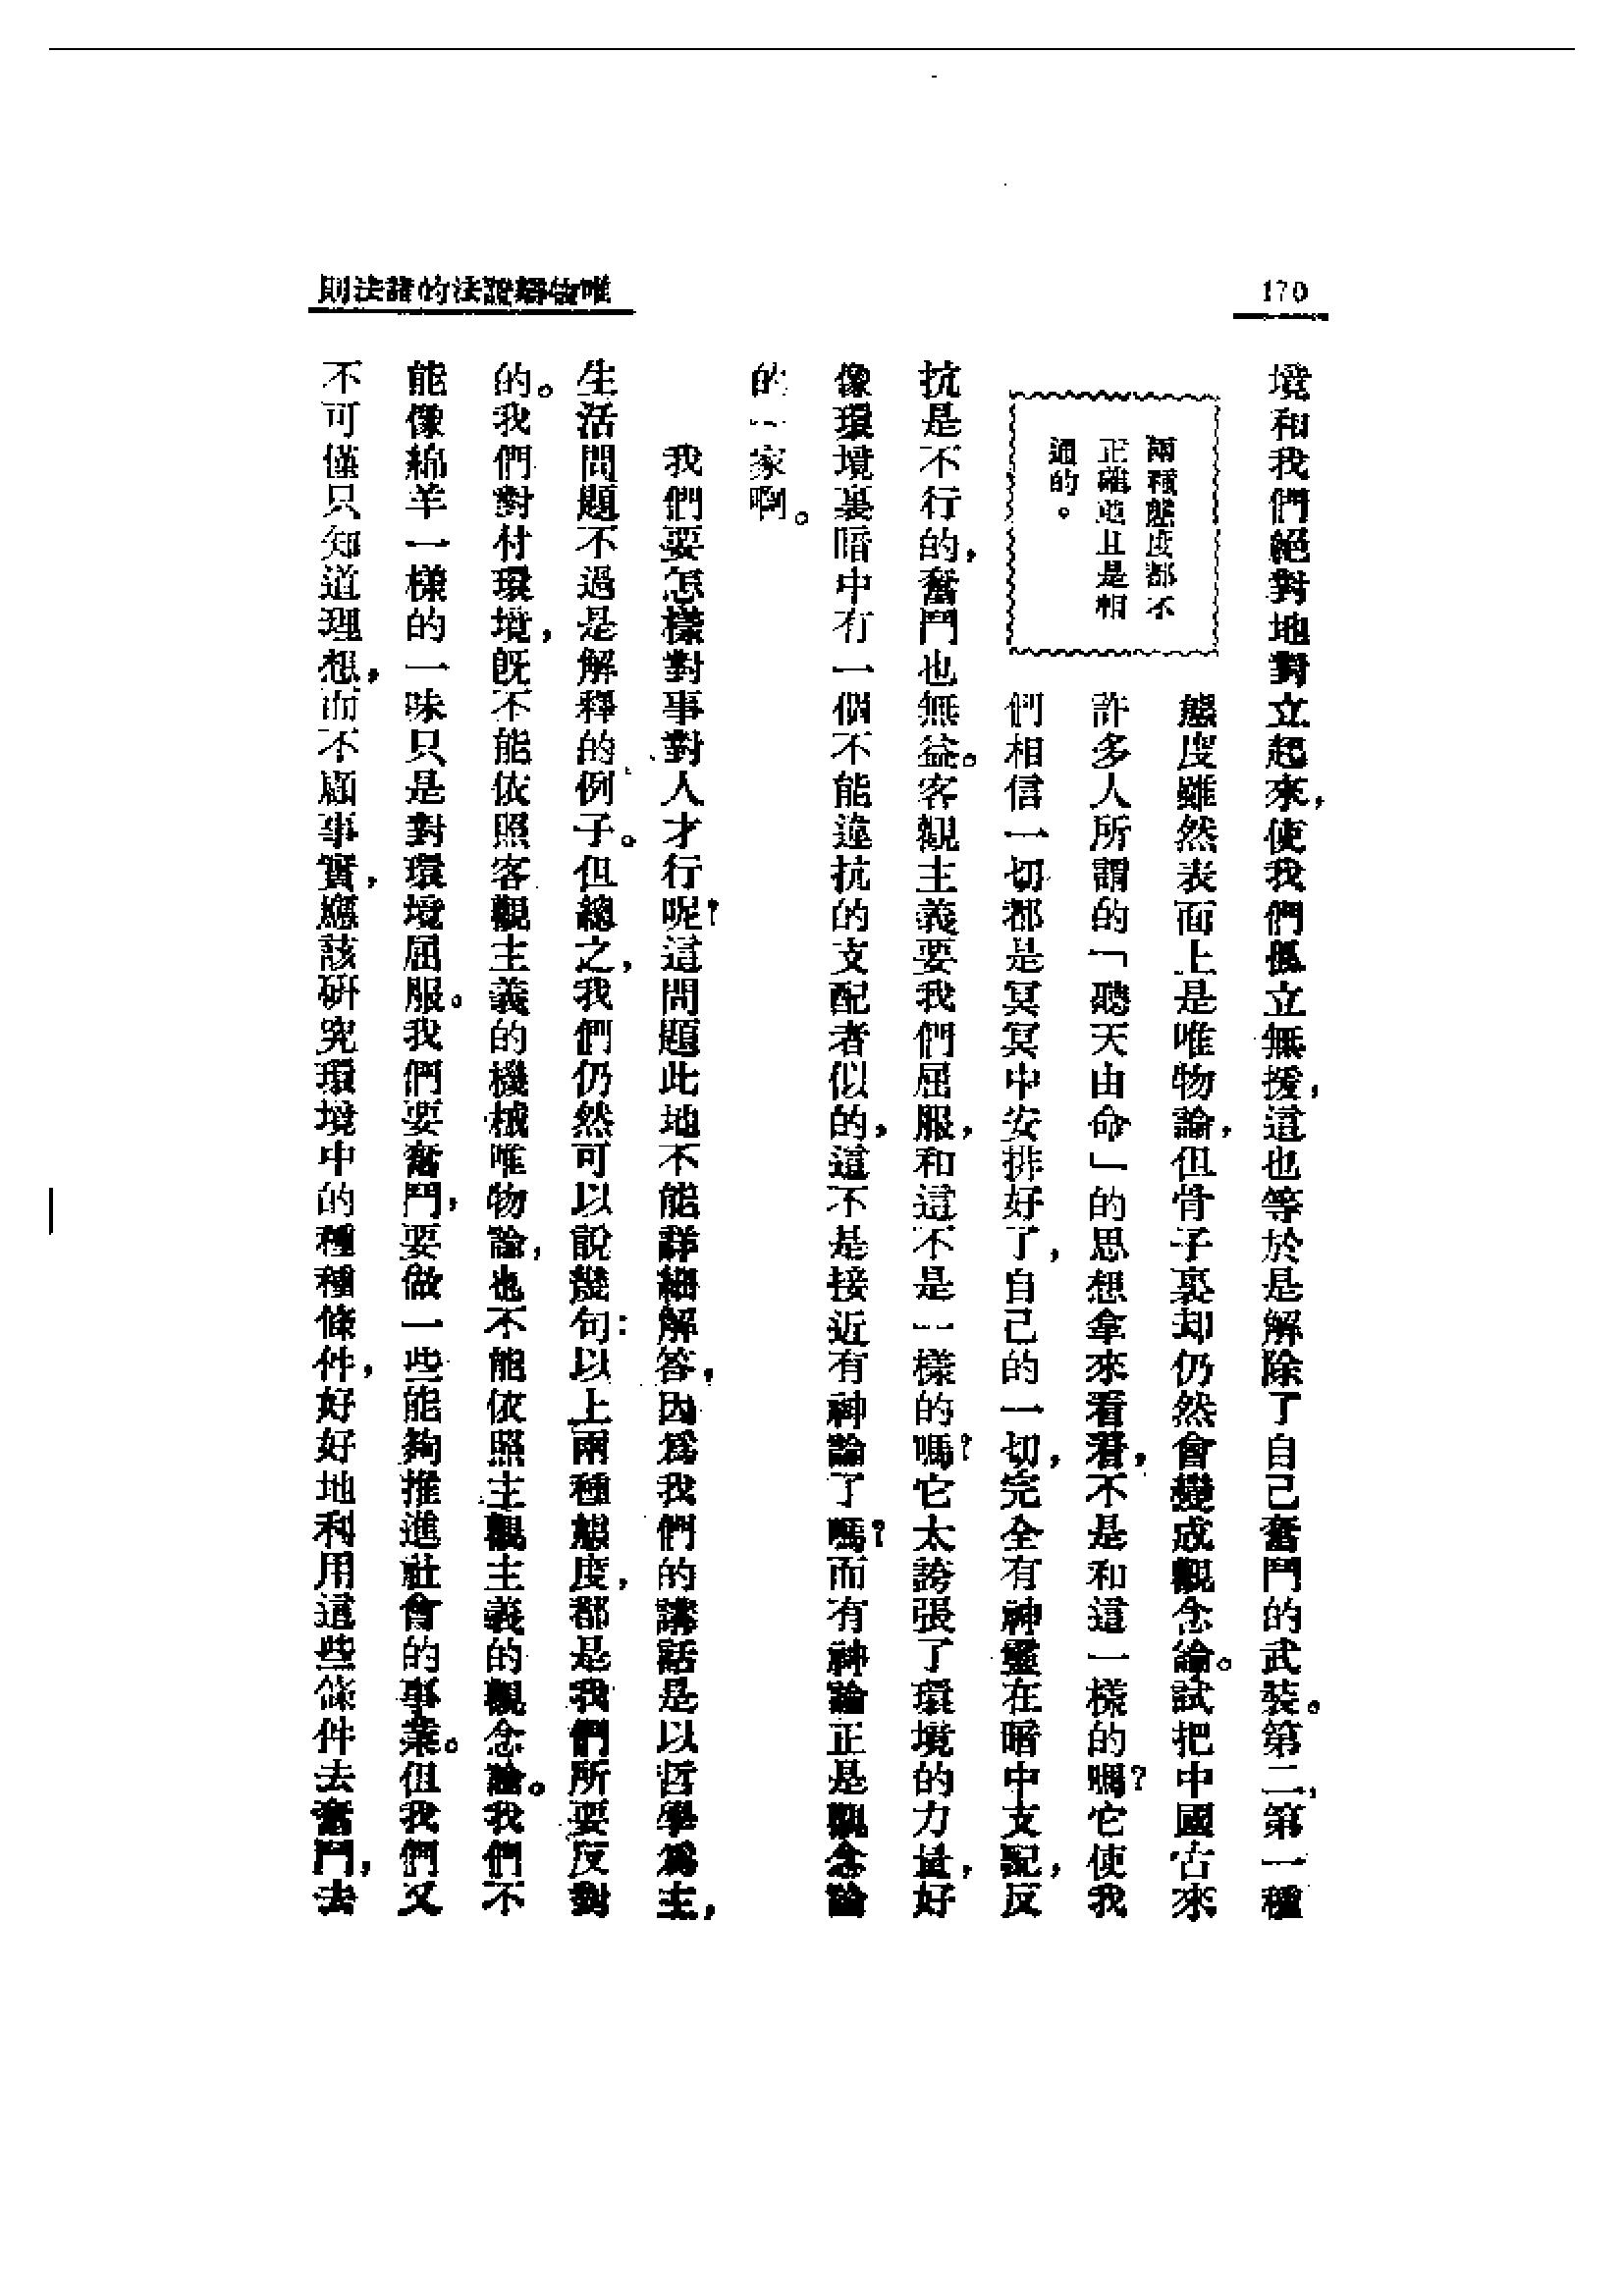 170
唯物辯證法的諸法則
境和我們絕對地對立起來，使我們孤立無援，這也等於是解除了自己奮鬥的武裝。第二，第一種
兩種態度都不
正確並且是相
通的。
態度雖然表面上是唯物論，但骨子裏却仍然會變成觀念論。試把中國古來
許多人所謂的「聽天由命」的思想拿來看看，不是和這一樣的嗎？它使我
們相信一切都是冥冥中安排好了，自己的一切，完全有神靈在暗中支配，反
抗是不行的，奮鬥也無益。客觀主義要我們屈服，和這不是一樣的嗎？它太誇張了環境的力量，好
像環境裏暗中有一個不能違抗的支配者似的，這不是接近有神論了嗎？而有神論正是觀念論
的一家啊。
我們要怎樣對事對人才行呢？這問題此地不能詳細解答，因爲我們的講話是以哲學爲主，
生活問題不過是解釋的例子。但總之，我們仍然可以說幾句：以上兩種態度，都是我們所要反對
的。我們對付環境，旣不能依照客觀主義的機械唯物論，也不能依照主觀主義的觀念論。我們不
能像綿羊一樣的一味只是對環境屈服。我們要奮鬥，要做一些能夠推進社會的事業。但我們又
不可僅只知道理想，而不顧事實，應該研究環境中的種種條件，好好地利用這些條件去奮鬥，去